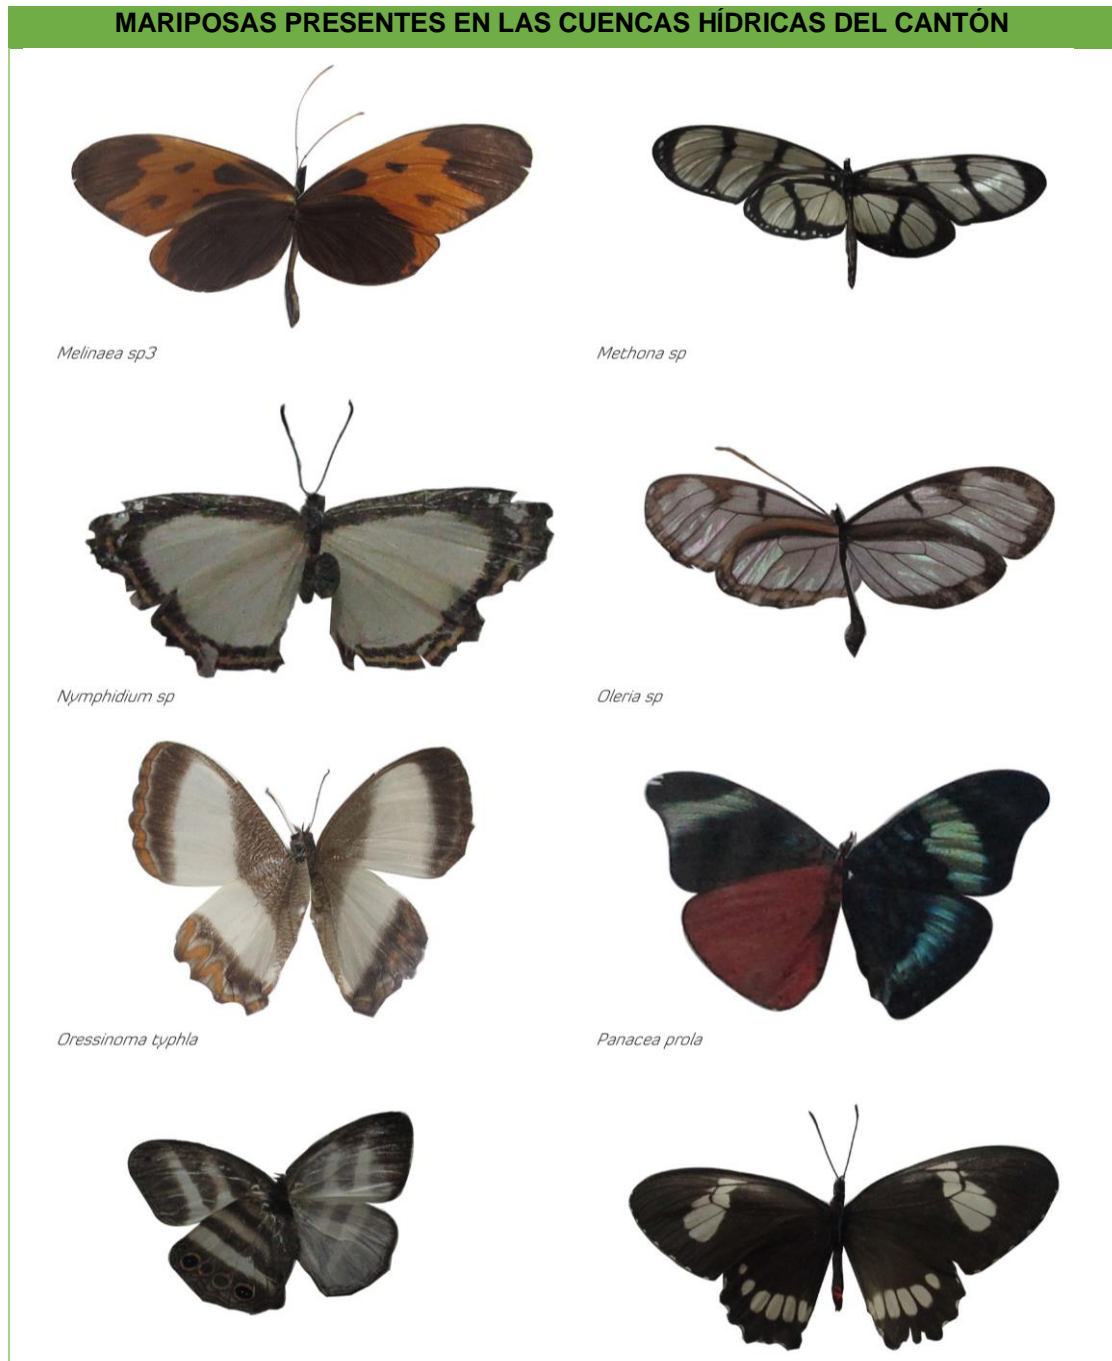 MARIPOSAS PRESENTES EN LAS CUENCAS HÍDRICAS DEL CANTÓN
Melinaea sp3
Methona sp
Nymphidium sp
Oleria sp
Oressinoma typhla
Panacea prola